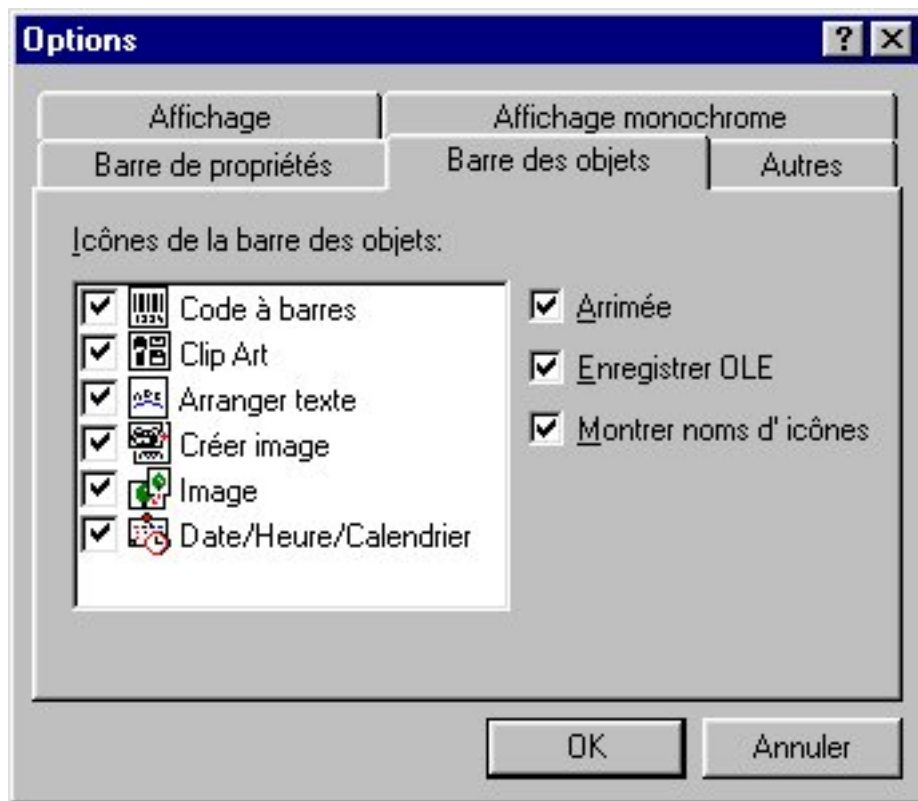 Options
Affichage
Affichage monochrome
Barre de propriétés
Barre des objets
Autres
Icônes de la barre des objets:
Code à barres
Clip Art
Arranger texte
Créer image
Image
Date/Heure/Calendrier
Arrimée
Enregistrer OLE
Montrer noms d' icônes
OK
Annuler